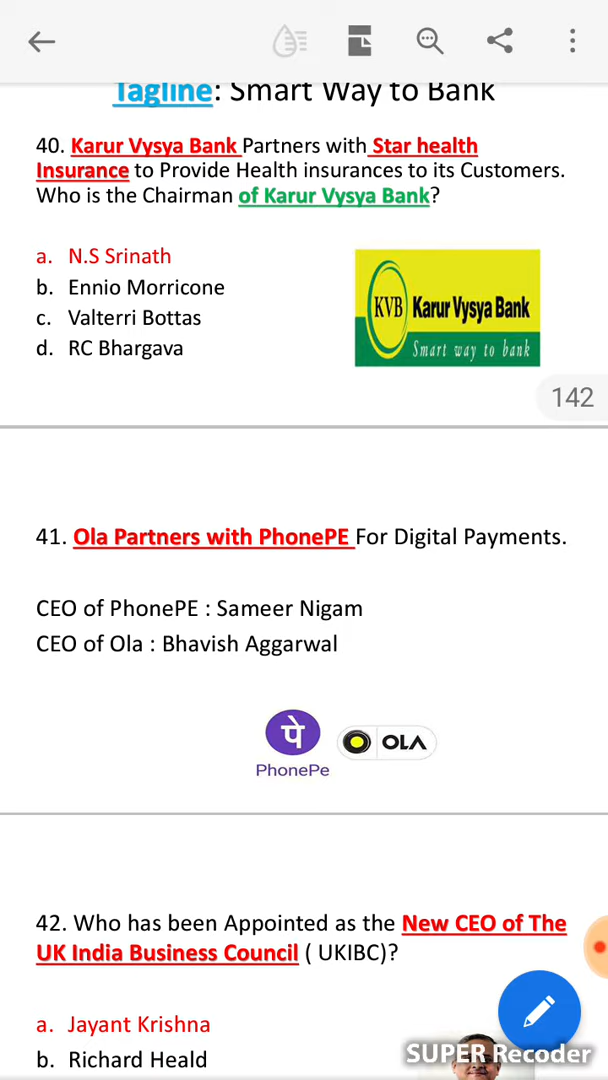 Tagline: Smart Way to Bank
40. Karur Vysya Bank Partners with Star health
Insurance to Provide Health insurances to its Customers.
Who is the Chairman of Karur Vysya Bank?
a. N.S Srinath
b. Ennio Morricone
c. Valterri Bottas
d. RC Bhargava
KVB Karur Vysya Bank
Smart way to bank
142
41. Ola Partners with PhonePE For Digital Payments.
CEO of PhonePE : Sameer Nigam
CEO of Ola : Bhavish Aggarwal
पे
OLA
PhonePe
42. Who has been Appointed as the New CEO of The
UK India Business Council ( UKIBC)?
a. Jayant Krishna
b. Richard Heald
SUPER Recoder